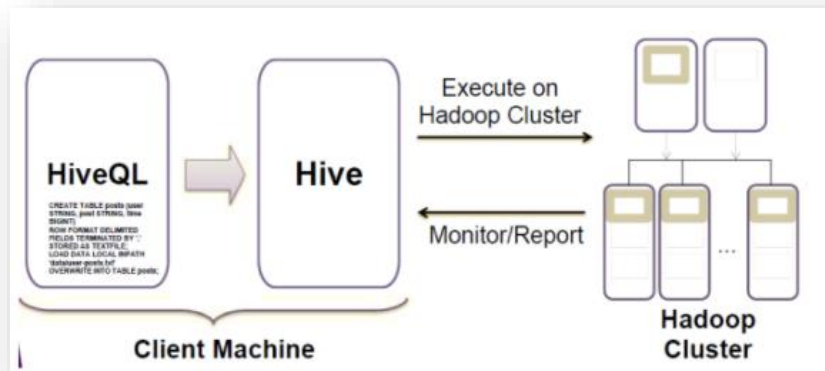 HiveQL
CREATE TABLE posts (user
STRING, post STRING, time
BIGINT)
ROW FORMAT DELIMITED
FIELDS TERMINATED BY ','
STORED AS TEXTFILE;
LOAD DATA LOCAL INPATH
'data/user-posts.txt'
OVERWRITE INTO TABLE posts;
Hive
Execute on
Hadoop Cluster
Monitor/Report
...
Client Machine
Hadoop
Cluster